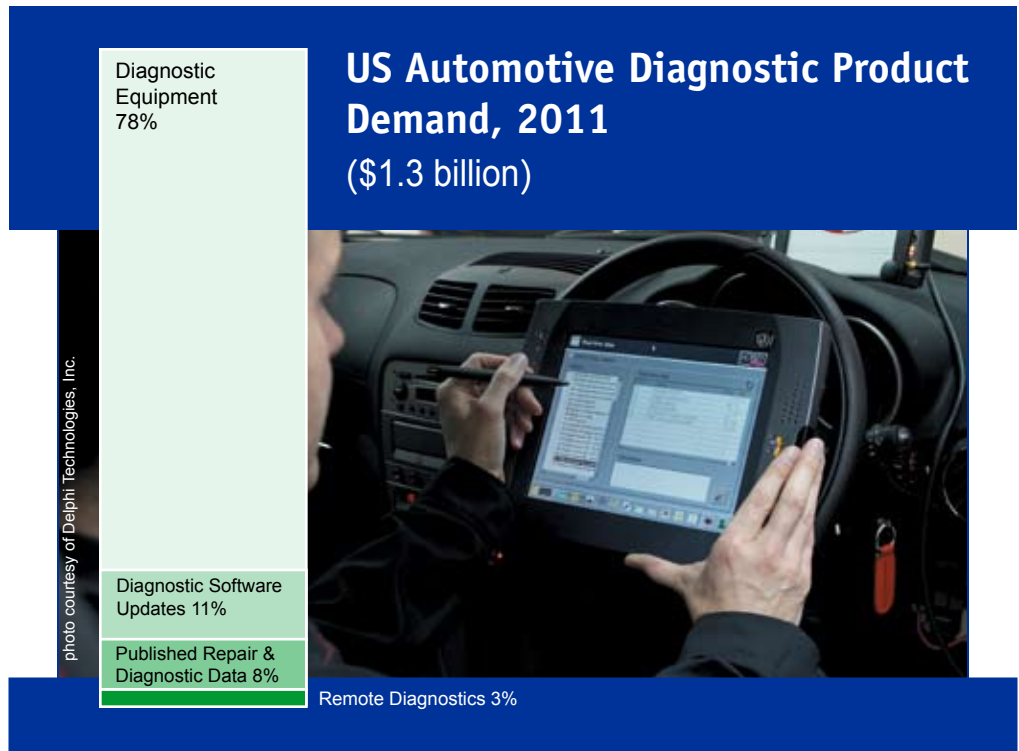 US Automotive Diagnostic Product
Demand, 2011
($1.3 billion)
Diagnostic
Equipment
78%
Diagnostic Software
Updates 11%
Published Repair &
Diagnostic Data 8%
Remote Diagnostics 3%
photo courtesy of Delphi Technologies, Inc.